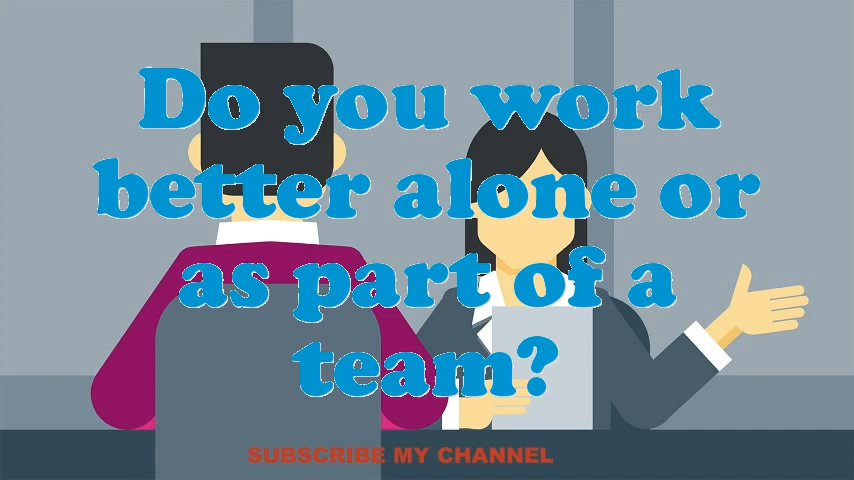 Do you work
better alone or
as part of a
team?
SUBSCRIBE MY CHANNEL